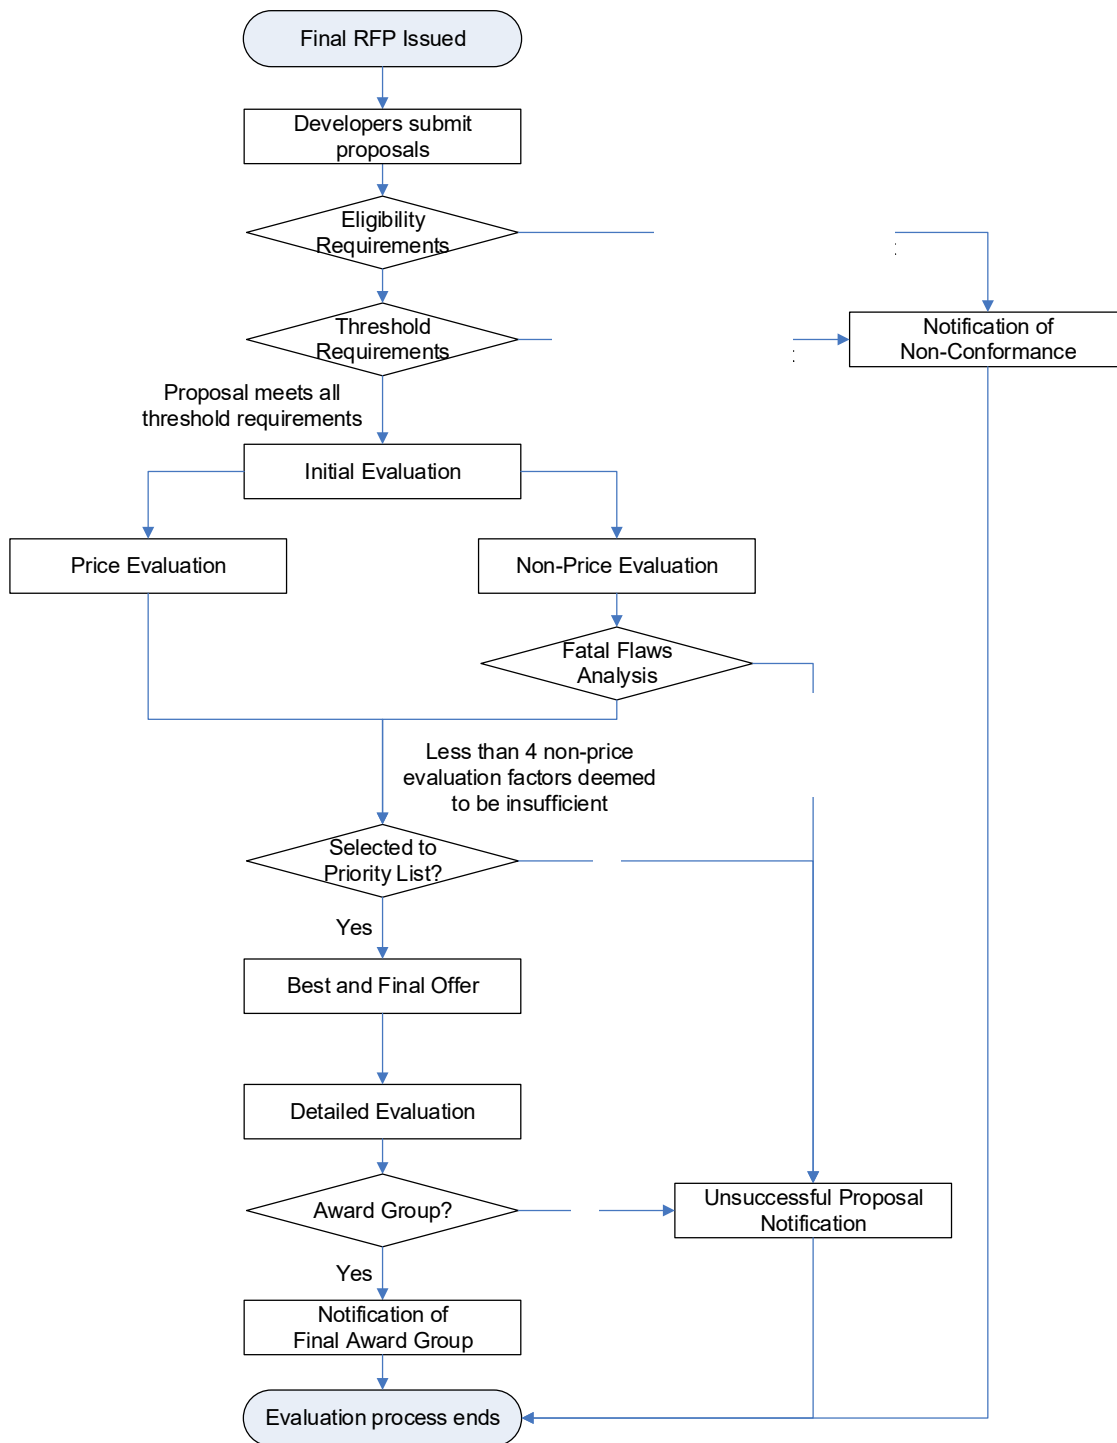 Final RFP Issued
Developers submit
proposals
Eligibility
Requirements
Threshold
Requirements
Notification of
Non-Conformance
Proposal meets all
threshold requirements
Initial Evaluation
Price Evaluation
Non-Price Evaluation
Fatal Flaws
Analysis
Less than 4 non-price
evaluation factors deemed
to be insufficient
Selected to
Priority List?
Yes
Best and Final Offer
Detailed Evaluation
Award Group?
Unsuccessful Proposal
Notification
Yes
Notification of
Final Award Group
Evaluation process ends